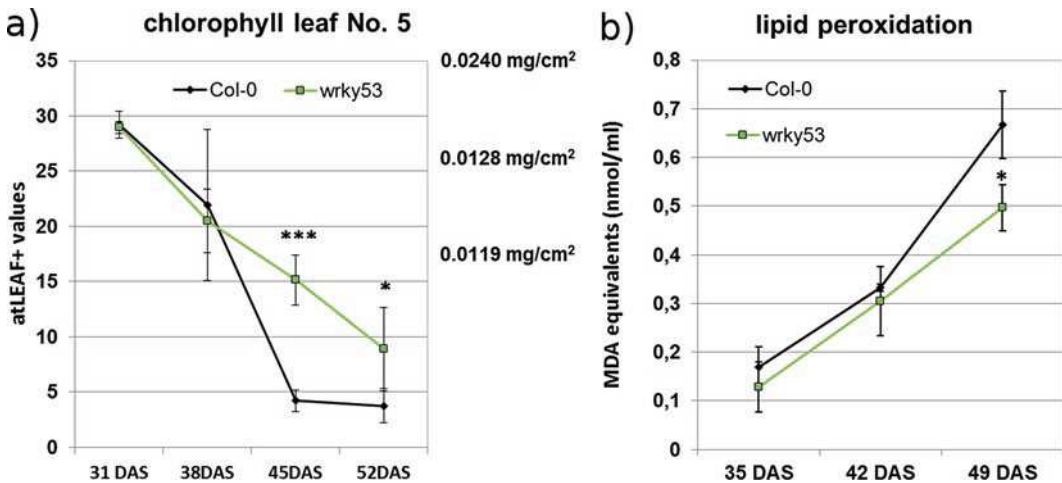 a)
chlorophyll leaf No. 5
35
30
25
20
15
10
5
0
atLEAF+ values
Col-0 wrky53
***
*
31 DAS 38DAS 45DAS 52DAS
0.0240 mg/cm²
0.0128 mg/cm²
0.0119 mg/cm²
b)
lipid peroxidation
0,8
0,7
0,6
0,5
0,4
0,3
0,2
0,1
0
MDA equivalents (nmol/ml)
Col-0
wrky53
*
35 DAS 42 DAS 49 DAS